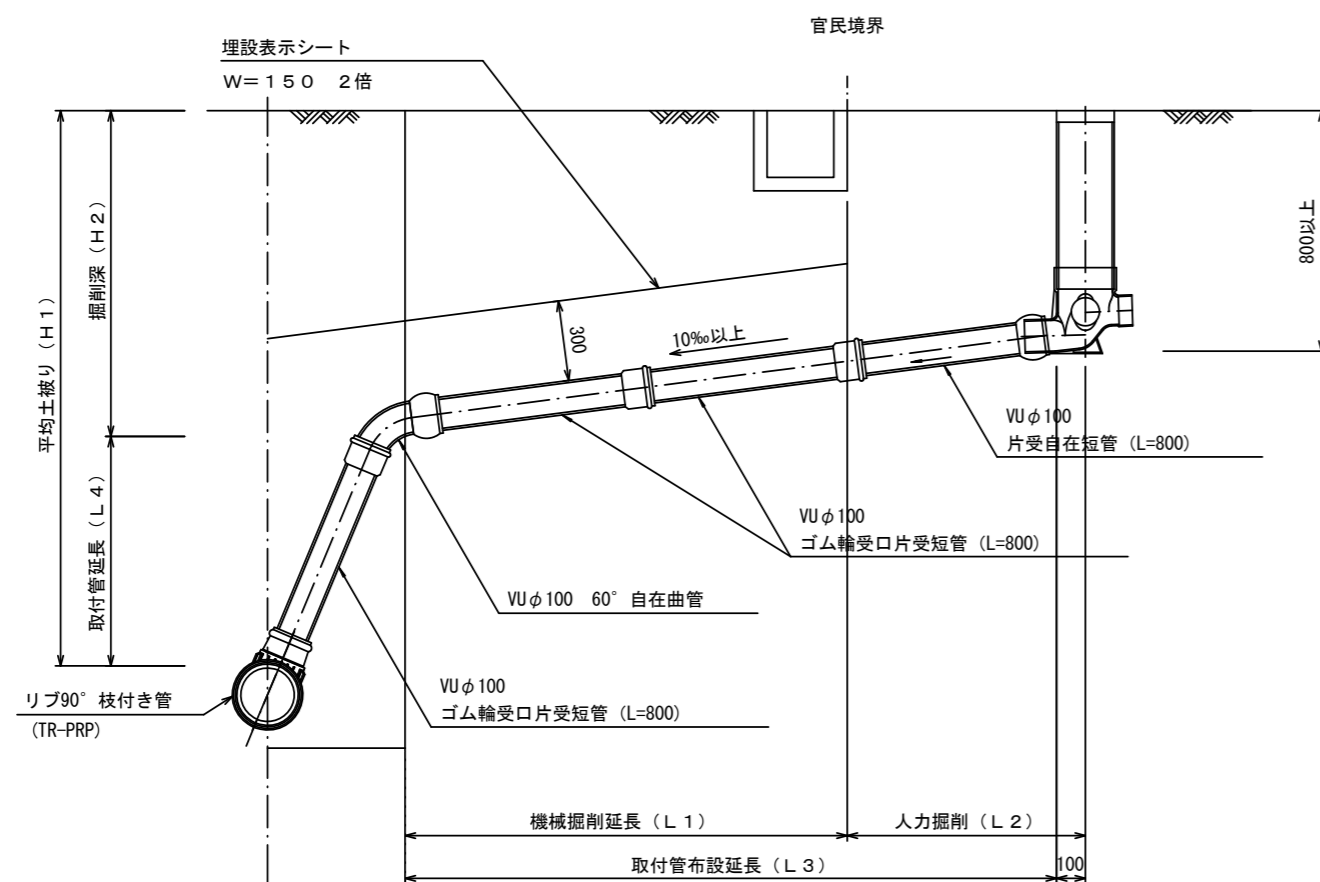 官民境界
埋設表示シート
W=150 2倍
平均土被り(H1)
掘削深(H2)
取付管延長(L4)
800以上
300
10‰以上
VUφ100
片受自在短管 (L=800)
VUφ100
ゴム輪受口片受短管 (L=800)
VUφ100 60° 自在曲管
VUφ100
ゴム輪受口片受短管 (L=800)
リブ90° 枝付き管
(TR-PRP)
機械掘削延長(L1)
人力掘削(L2)
取付管布設延長(L3)
100